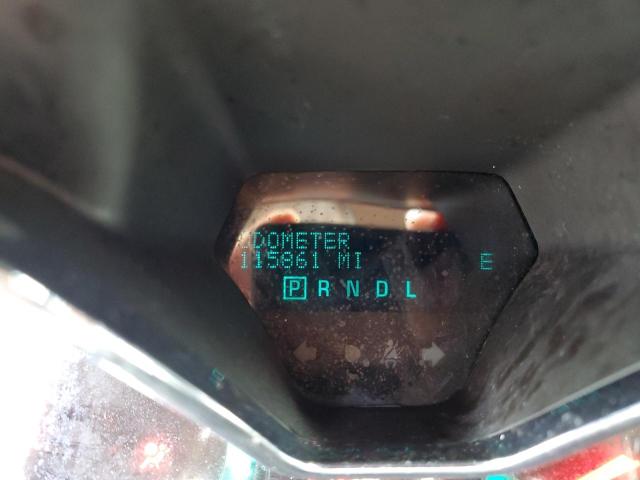 ODOMETER
115861 MI
E
P R N D L